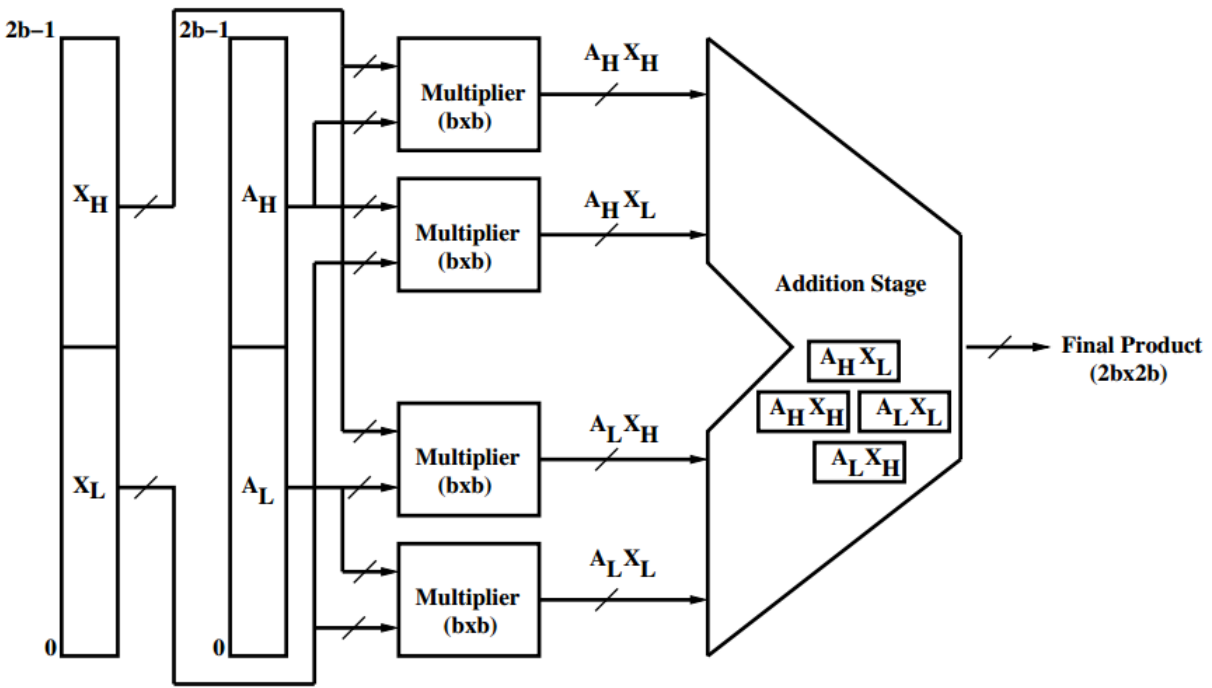 2b−1
X_H
X_L
0
2b−1
A_H
A_L
0
Multiplier
(bxb)
Multiplier
(bxb)
Multiplier
(bxb)
Multiplier
(bxb)
A_H X_H
A_H X_L
A_L X_H
A_L X_L
Addition Stage
A_H X_L
A_H X_H
A_L X_L
A_L X_H
Final Product
(2bx2b)